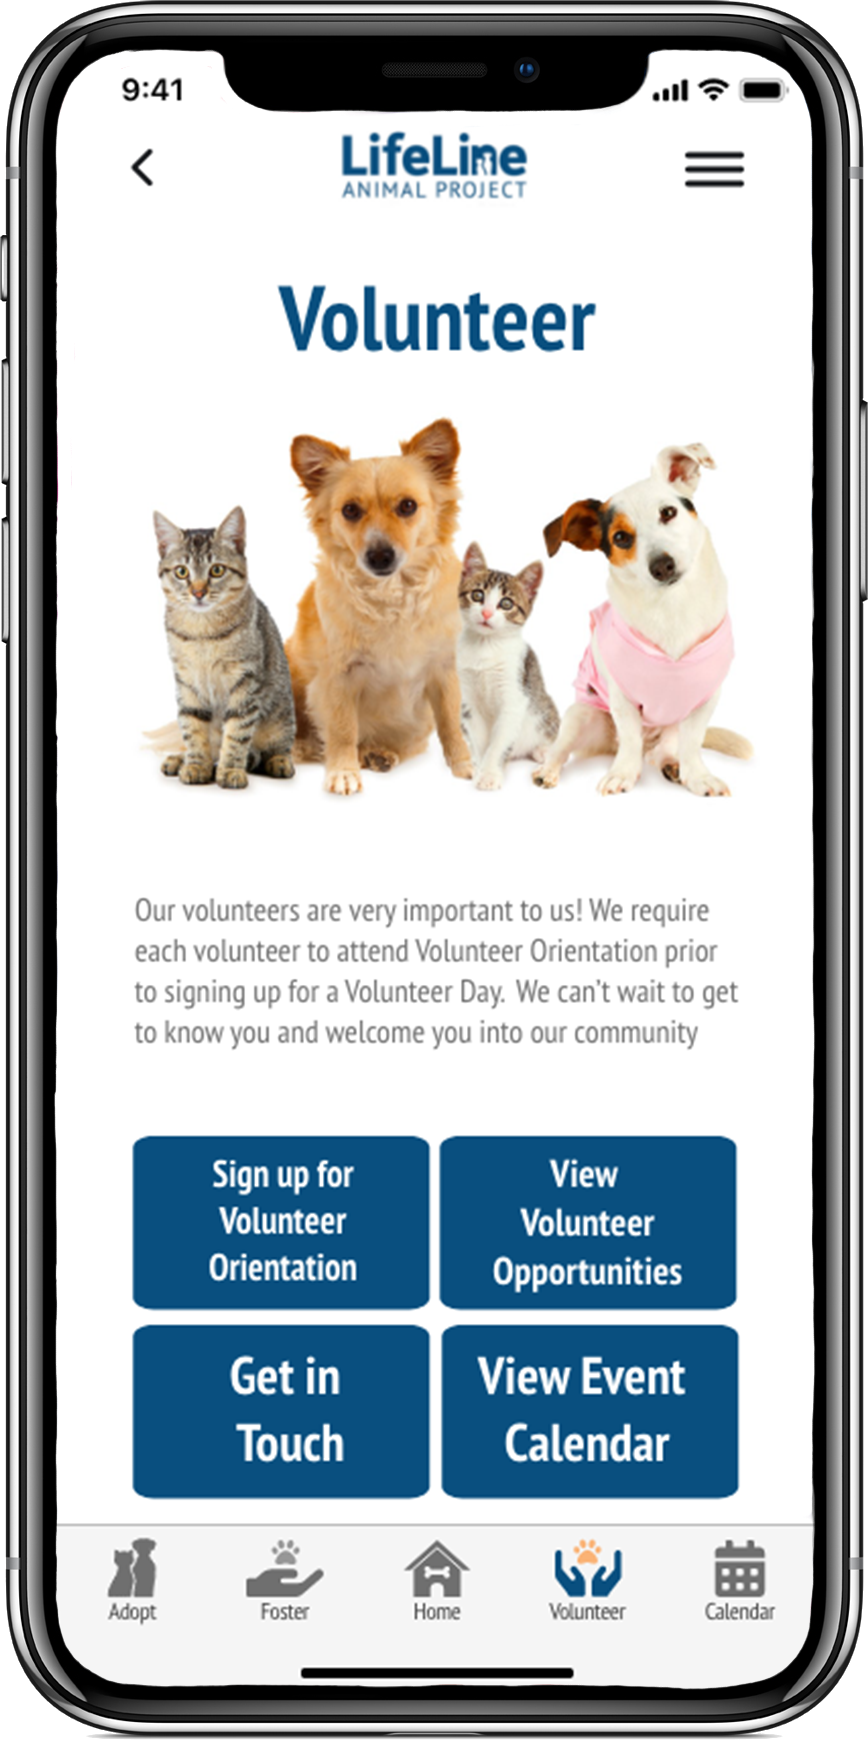 9:41
LifeLine
ANIMAL PROJECT
Volunteer
Our volunteers are very important to us! We require
each volunteer to attend Volunteer Orientation prior
to signing up for a Volunteer Day. We can't wait to get
to know you and welcome you into our community
Sign up for
Volunteer
Orientation
View
Volunteer
Opportunities
Get in
Touch
View Event
Calendar
Adopt
Foster
Home
Volunteer
Calendar